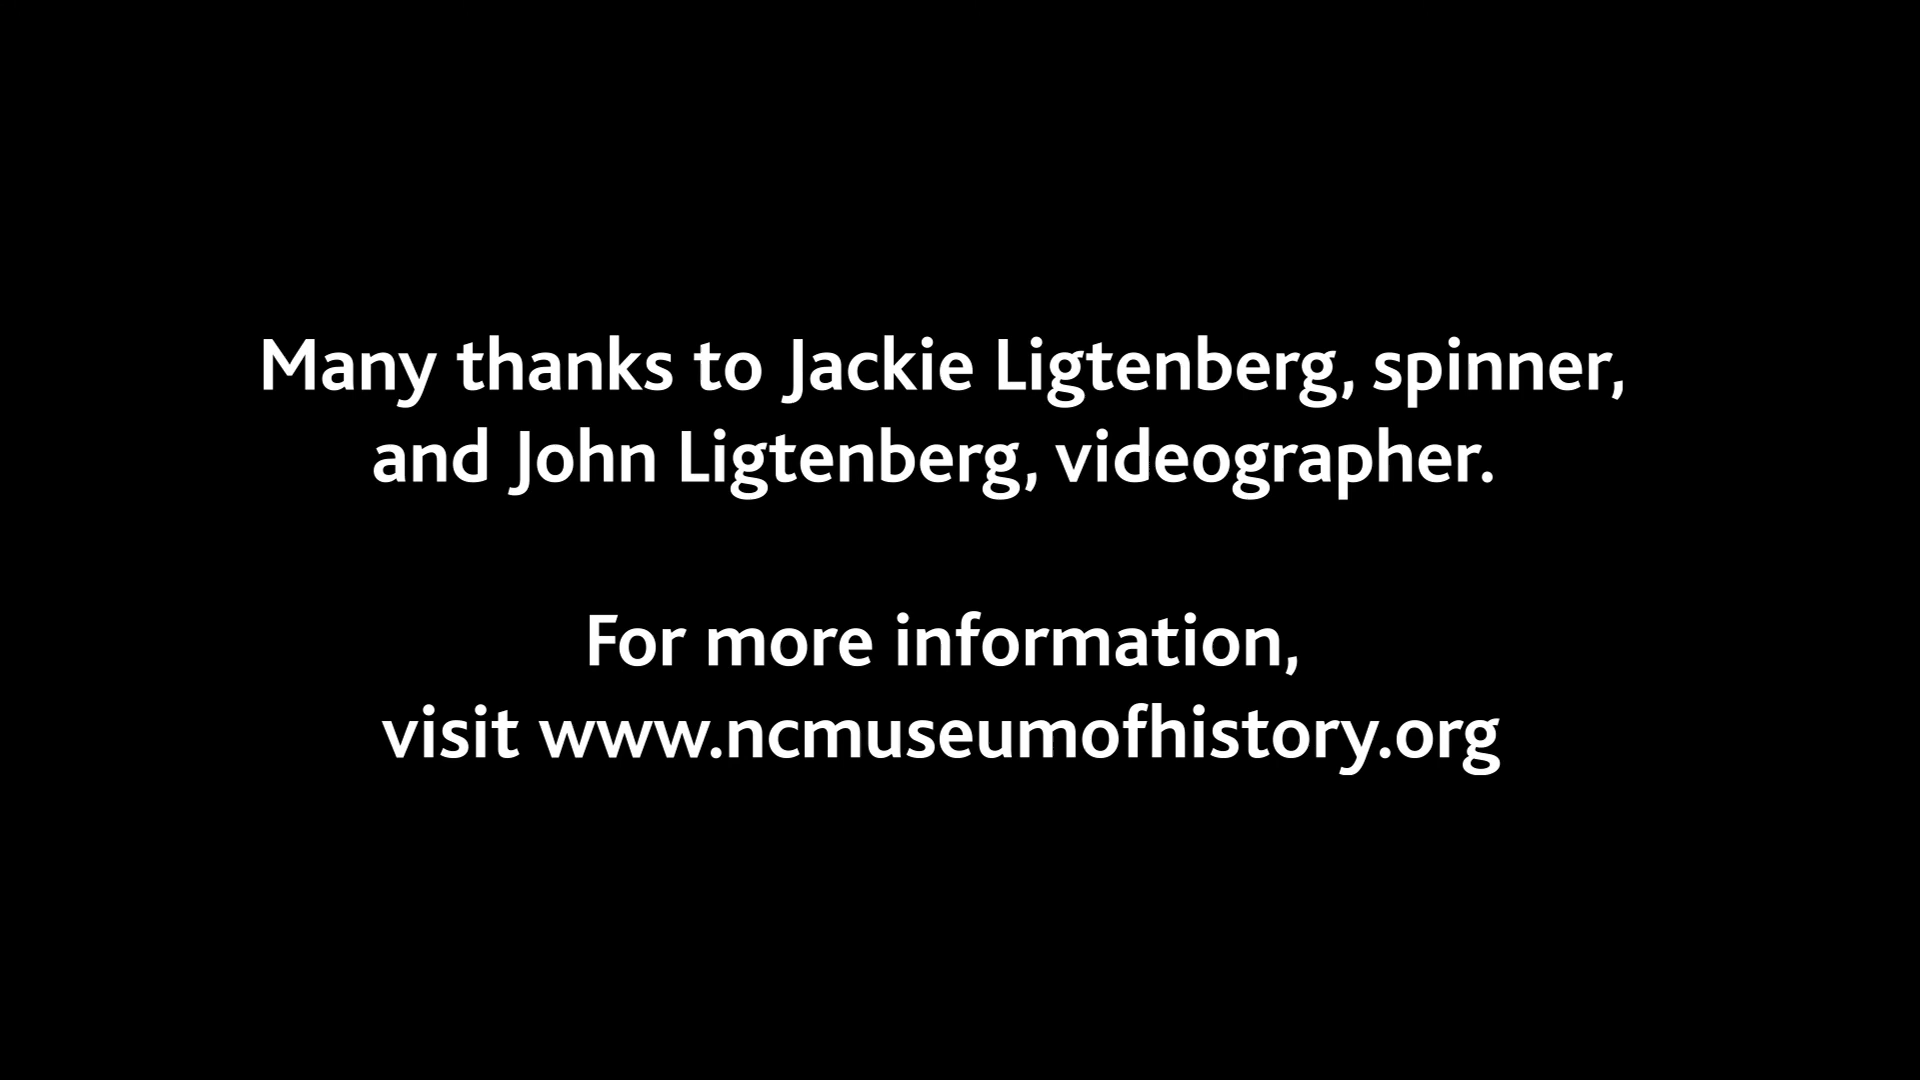 Many thanks to Jackie Ligtenberg, spinner,
and John Ligtenberg, videographer.
For more information,
visit www.ncmuseumofhistory.org